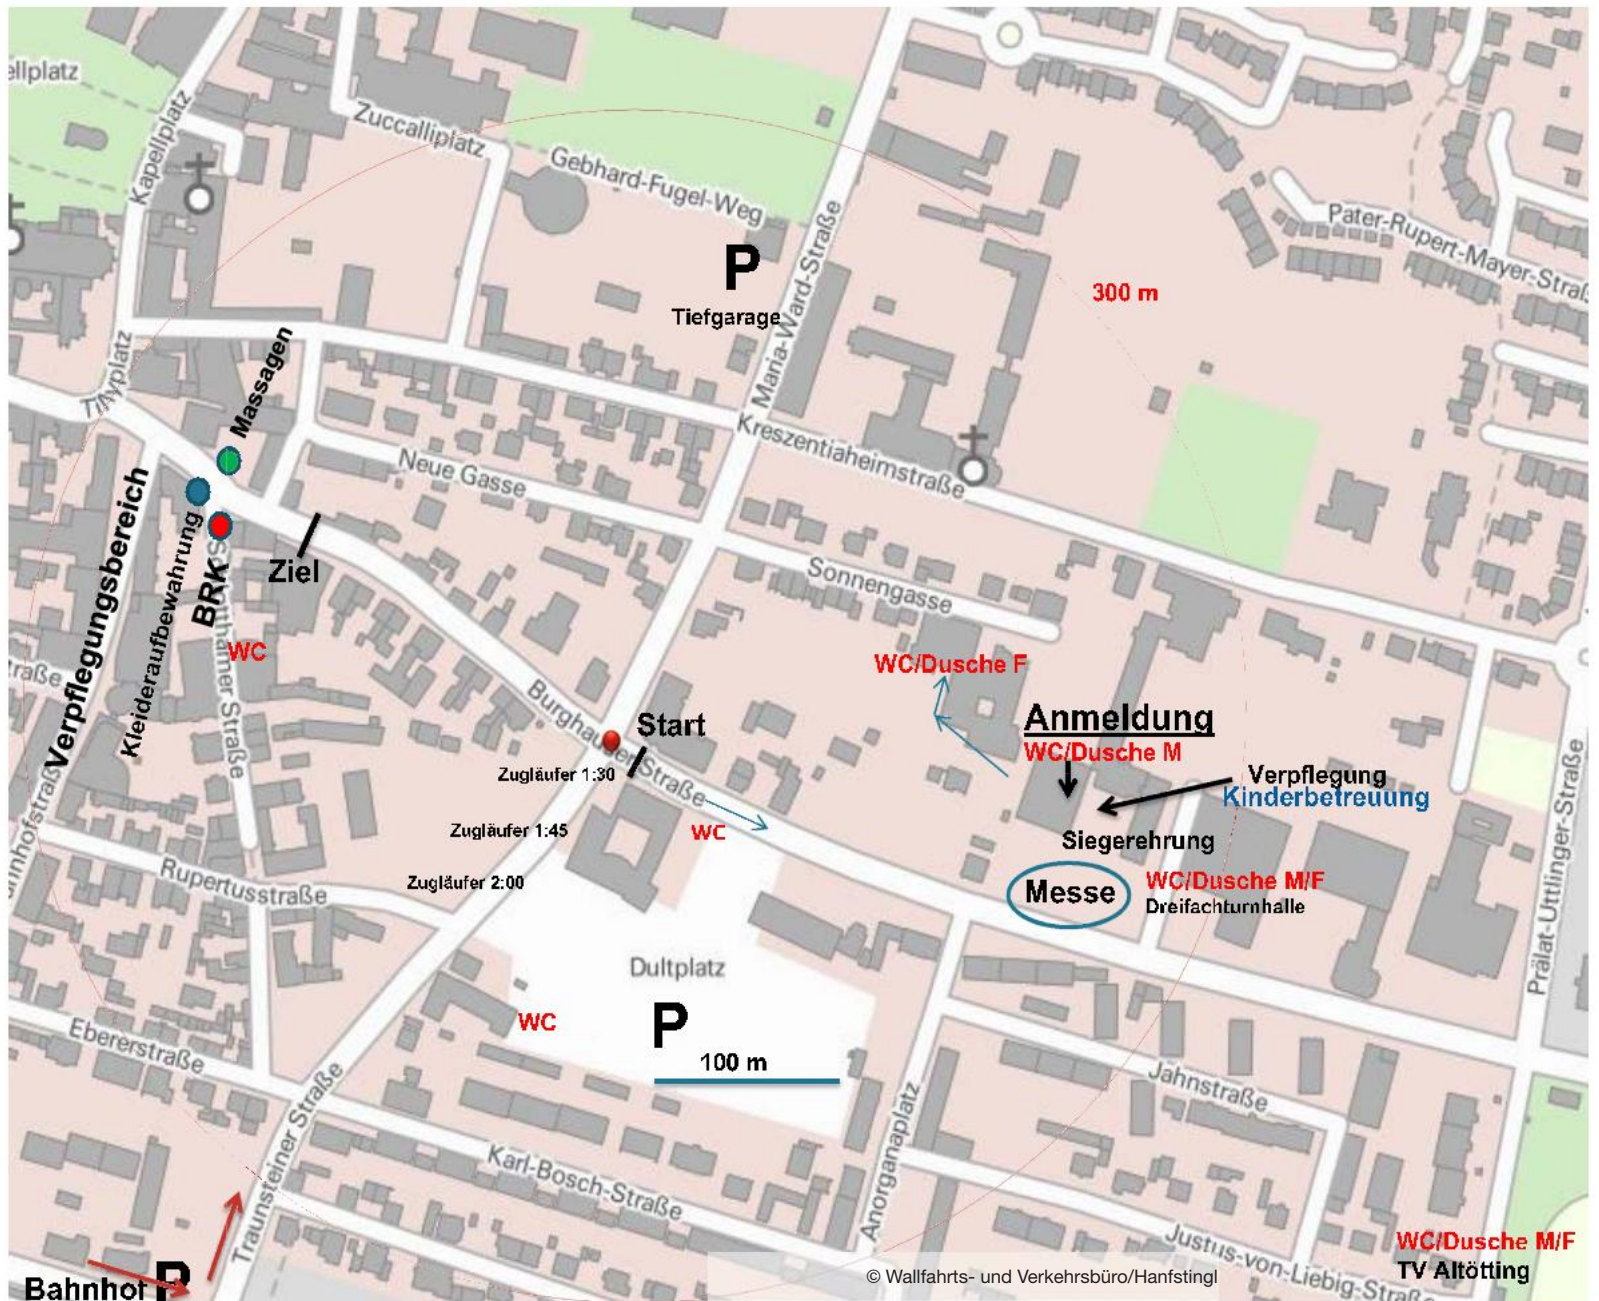 ellplatz
Kapellplatz
Zuccalliplatz
Gebhard-Fugel-Weg
Maria-Ward-Straße
Pater-Rupert-Mayer-Straß
P
Tiefgarage
300 m
Tillyplatz
Massagen
Kreszentiaheimstraße
Neue Gasse
Verpflegungsbereich
Kleideraufbewahrung
BRK
Ziel
Sonnengasse
WC
traße
WC/Dusche F
Burghauser Straße
Start
Anmeldung
WC/Dusche M
Zugläufer 1:30
Verpflegung
Kinderbetreuung
Zugläufer 1:45
WC
Siegerehrung
Prälat-Uttlinger-Straße
Rupertusstraße
Zugläufer 2:00
Messe
WC/Dusche M/F
Dreifachturnhalle
Dultplatz
P
WC
100 m
Ebererstraße
Jahnstraße
Traunsteiner Straße
Karl-Bosch-Straße
Anorganaplatz
Justus-von-Liebig-Straße
WC/Dusche M/F
TV Altötting
Bahnhof P
© Wallfahrts- und Verkehrsbüro/Hanfstingl